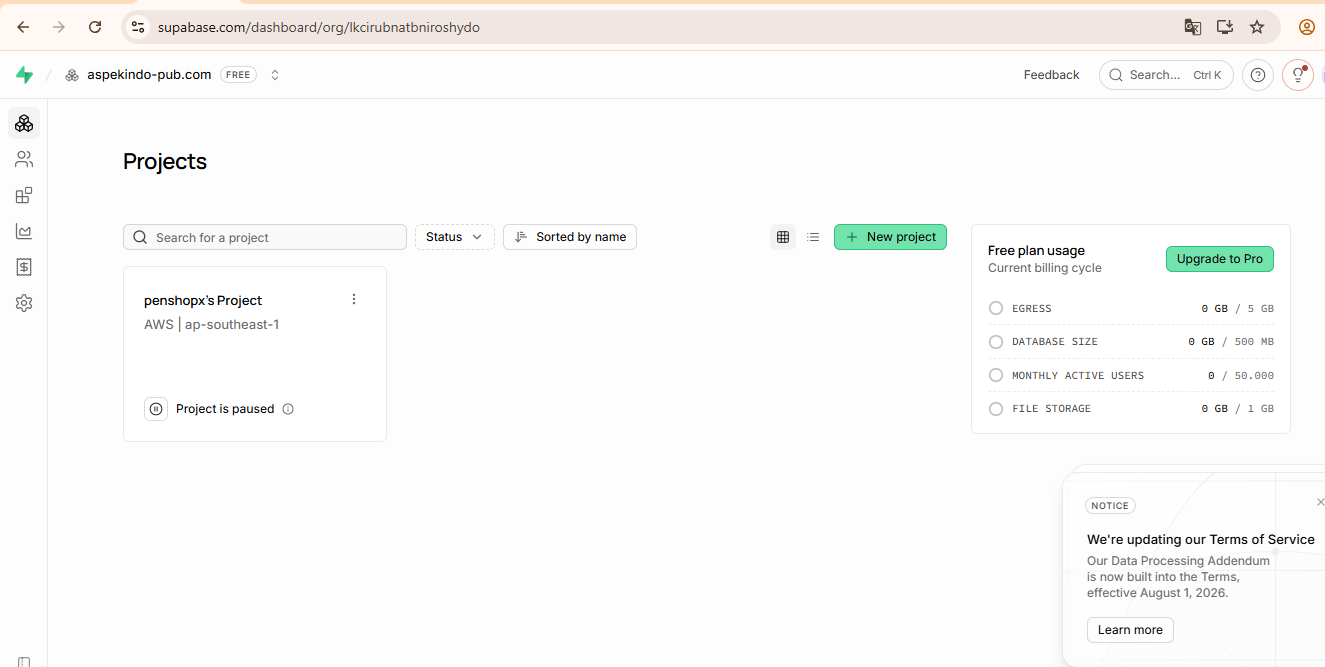 supabase.com/dashboard/org/lkcirubnatbniroshydo
aspekindo-pub.com FREE
Feedback
Search... Ctrl K
Projects
Search for a project
Status
Sorted by name
New project
penshopx's Project
AWS | ap-southeast-1
Project is paused
Free plan usage
Current billing cycle
Upgrade to Pro
EGRESS 0 GB / 5 GB
DATABASE SIZE 0 GB / 500 MB
MONTHLY ACTIVE USERS 0 / 50.000
FILE STORAGE 0 GB / 1 GB
NOTICE
We're updating our Terms of Service
Our Data Processing Addendum
is now built into the Terms,
effective August 1, 2026.
Learn more